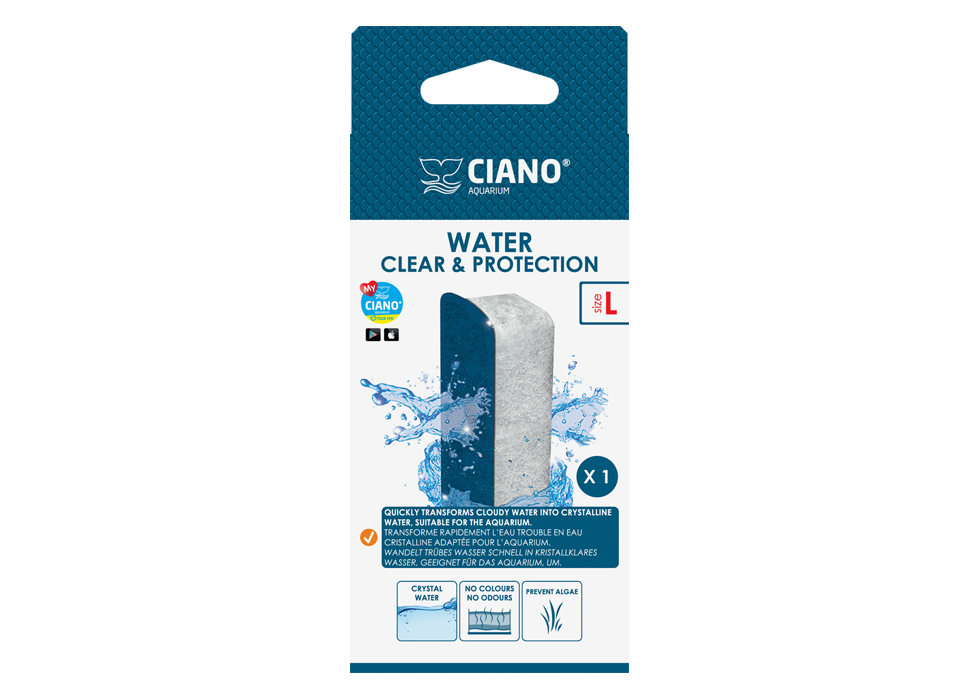 CIANO®
AQUARIUM
WATER
CLEAR & PROTECTION
My
CIANO®
AQUARIUM
size L
X 1
QUICKLY TRANSFORMS CLOUDY WATER INTO CRYSTALLINE
WATER, SUITABLE FOR THE AQUARIUM.
TRANSFORME RAPIDEMENT L'EAU TROUBLE EN EAU
CRISTALLINE ADAPTÉE POUR L'AQUARIUM.
WANDELT TRÜBES WASSER SCHNELL IN KRISTALLKLARES
WASSER, GEEIGNET FÜR DAS AQUARIUM, UM.
CRYSTAL
WATER
NO COLOURS
NO ODOURS
PREVENT ALGAE